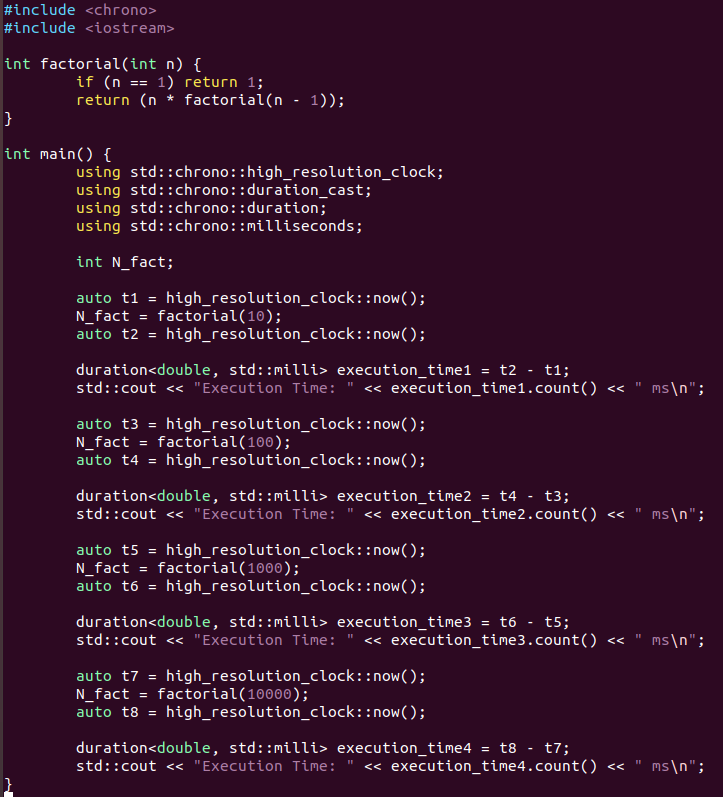 #include <chrono>
#include <iostream>

int factorial(int n) {
        if (n == 1) return 1;
        return (n * factorial(n - 1));
}

int main() {
        using std::chrono::high_resolution_clock;
        using std::chrono::duration_cast;
        using std::chrono::duration;
        using std::chrono::milliseconds;

        int N_fact;

        auto t1 = high_resolution_clock::now();
        N_fact = factorial(10);
        auto t2 = high_resolution_clock::now();

        duration<double, std::milli> execution_time1 = t2 - t1;
        std::cout << "Execution Time: " << execution_time1.count() << " ms\n";

        auto t3 = high_resolution_clock::now();
        N_fact = factorial(100);
        auto t4 = high_resolution_clock::now();

        duration<double, std::milli> execution_time2 = t4 - t3;
        std::cout << "Execution Time: " << execution_time2.count() << " ms\n";

        auto t5 = high_resolution_clock::now();
        N_fact = factorial(1000);
        auto t6 = high_resolution_clock::now();

        duration<double, std::milli> execution_time3 = t6 - t5;
        std::cout << "Execution Time: " << execution_time3.count() << " ms\n";

        auto t7 = high_resolution_clock::now();
        N_fact = factorial(10000);
        auto t8 = high_resolution_clock::now();

        duration<double, std::milli> execution_time4 = t8 - t7;
        std::cout << "Execution Time: " << execution_time4.count() << " ms\n";
}